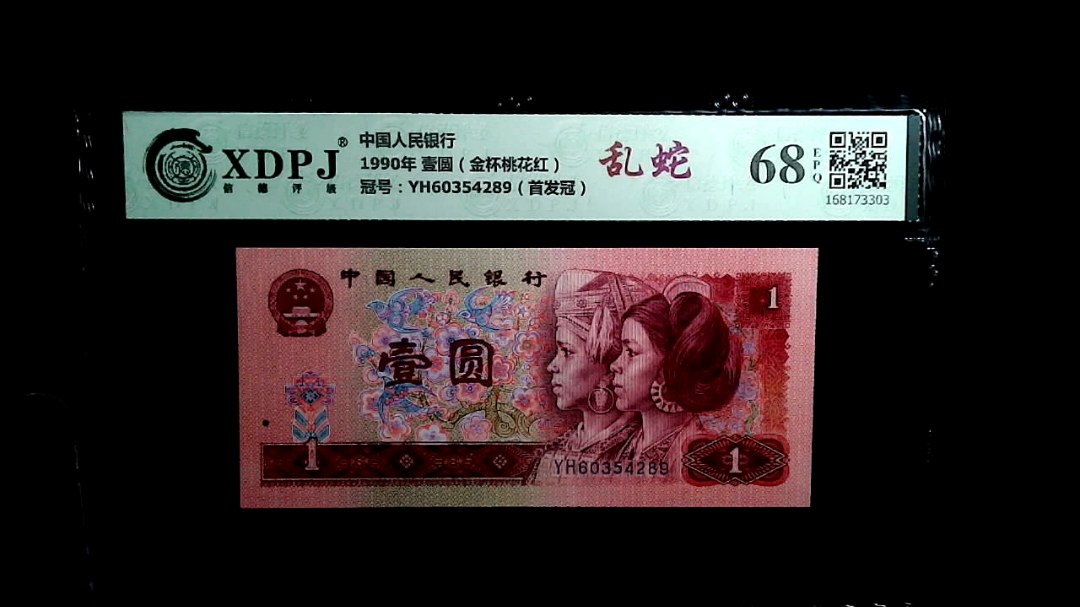 XDPJ®
信德评级
中国人民银行
1990年 壹圆（金杯桃花红）
冠号：YH60354289（首发冠）
乱蛇
68
EPQ
168173303
中国人民银行
1
壹圆
1
YH60354289
1